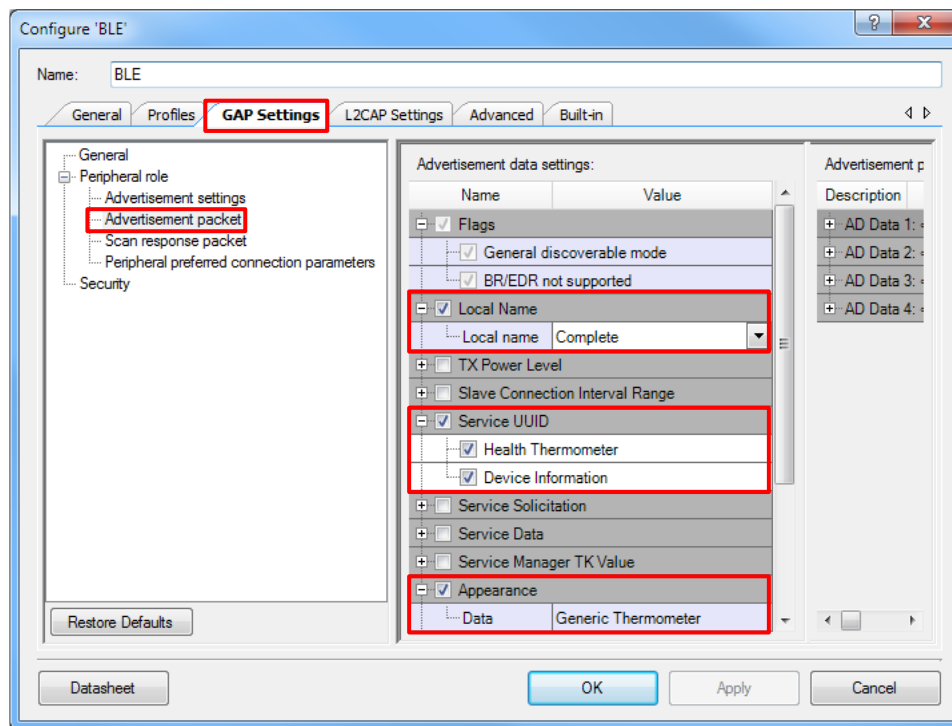 Configure 'BLE'
Name: BLE
General Profiles GAP Settings L2CAP Settings Advanced Built-in
General
Peripheral role
Advertisement settings
Advertisement packet
Scan response packet
Peripheral preferred connection parameters
Security
Restore Defaults
Advertisement data settings:
Name Value
Flags
General discoverable mode
BR/EDR not supported
Local Name
Local name Complete
TX Power Level
Slave Connection Interval Range
Service UUID
Health Thermometer
Device Information
Service Solicitation
Service Data
Service Manager TK Value
Appearance
Data Generic Thermometer
Advertisement p
Description
AD Data 1: <
AD Data 2: <
AD Data 3: <
AD Data 4: <
Datasheet OK Apply Cancel